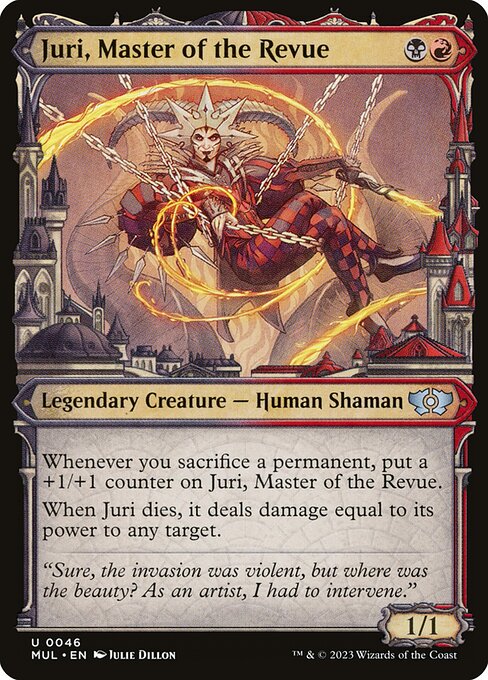 Juri, Master of the Revue
Legendary Creature — Human Shaman
Whenever you sacrifice a permanent, put a
+1/+1 counter on Juri, Master of the Revue.
When Juri dies, it deals damage equal to its
power to any target.
“Sure, the invasion was violent, but where was
the beauty? As an artist, I had to intervene.”
1/1
U 0046
MUL • EN Julie Dillon
™ & © 2023 Wizards of the Coast